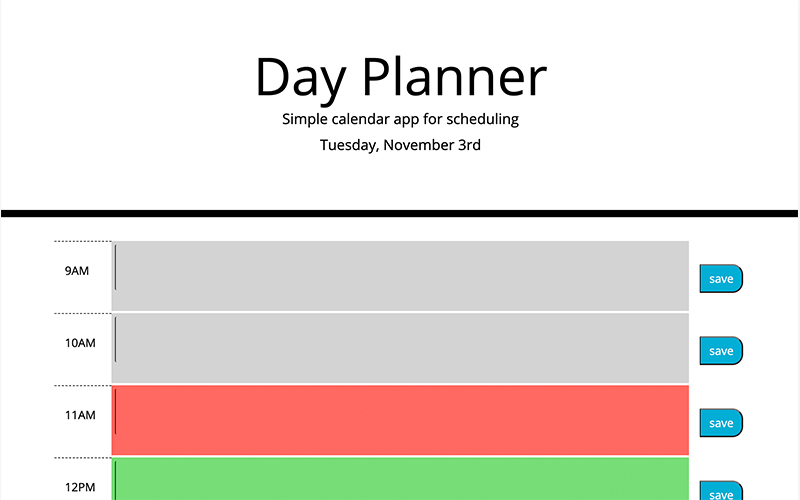 Day Planner
Simple calendar app for scheduling
Tuesday, November 3rd
9AM
save
10AM
save
11AM
save
12PM
save